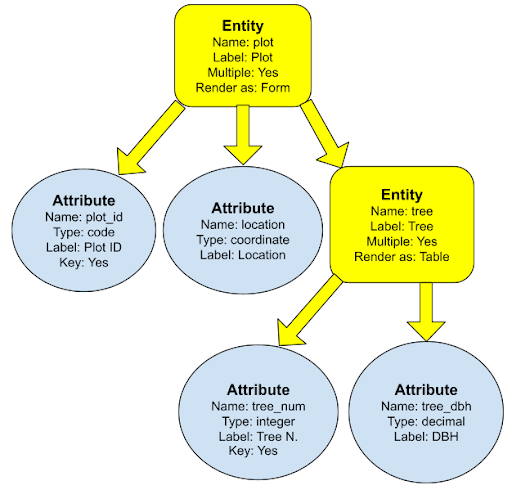 Entity
Name: plot
Label: Plot
Multiple: Yes
Render as: Form
Attribute
Name: plot_id
Type: code
Label: Plot ID
Key: Yes
Attribute
Name: location
Type: coordinate
Label: Location
Entity
Name: tree
Label: Tree
Multiple: Yes
Render as: Table
Attribute
Name: tree_num
Type: integer
Label: Tree N.
Key: Yes
Attribute
Name: tree_dbh
Type: decimal
Label: DBH